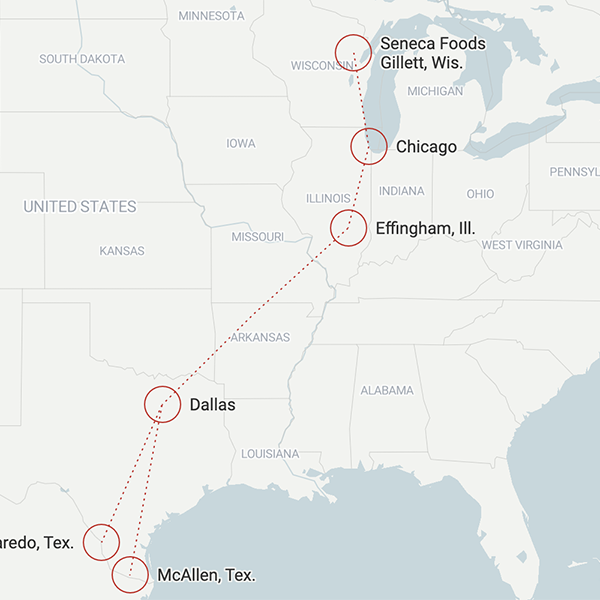 MINNESOTA
SOUTH DAKOTA
Seneca Foods
Gillett, Wis.
WISCONSIN
MICHIGAN
IOWA
Chicago
PENNSYL
ILLINOIS
INDIANA
OHIO
UNITED STATES
Effingham, Ill.
MISSOURI
WEST VIRGINIA
KANSAS
ARKANSAS
ALABAMA
Dallas
LOUISIANA
aredo, Tex.
McAllen, Tex.